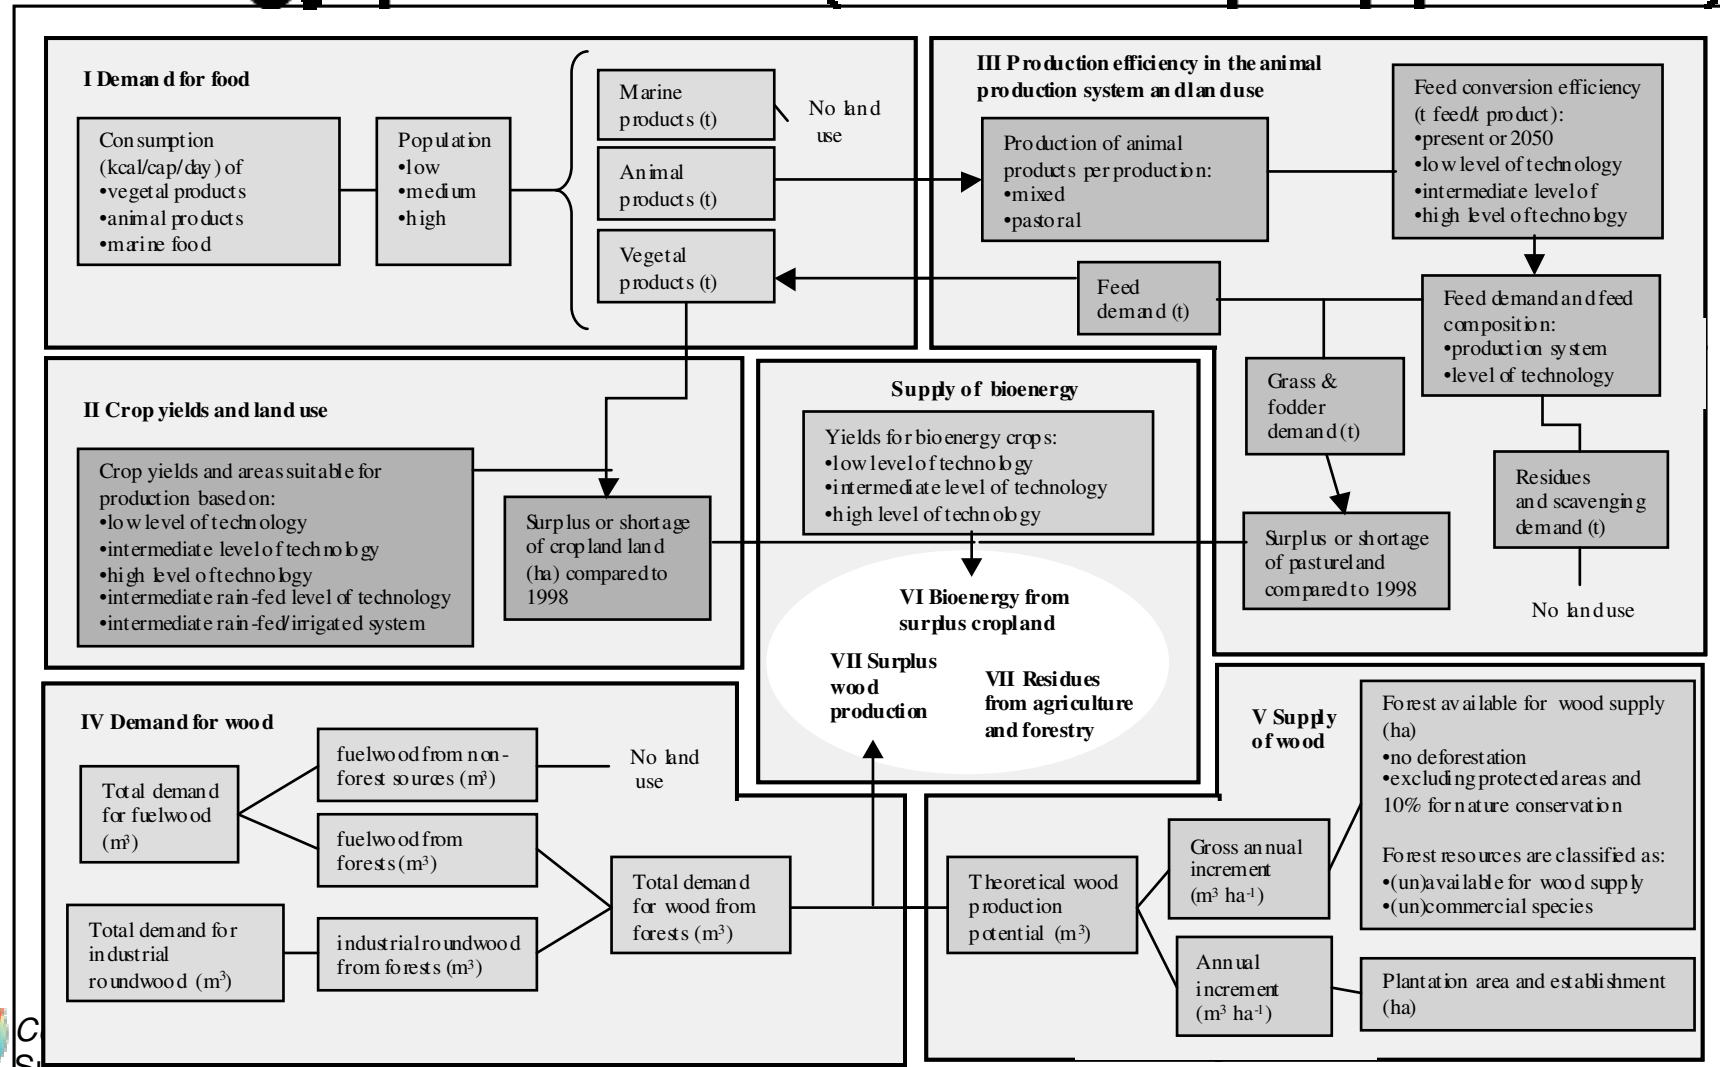 I Demand for food
Consumption
(kcal/cap/day) of
•vegetal products
•animal products
•marine food
Population
•low
•medium
•high
Marine
products (t)
No land
use
Animal
products (t)
Vegetal
products (t)
III Production efficiency in the animal
production system and land use
Production of animal
products per production:
•mixed
•pastoral
Feed conversion efficiency
(t feed/t product):
•present or 2050
•low level of technology
•intermediate level of
•high level of technology
Feed
demand (t)
Feed demand and feed
composition:
•production system
•level of technology
Grass &
fodder
demand (t)
Residues
and scavenging
demand (t)
Surplus or shortage
of pastureland
compared to 1998
No land use
II Crop yields and land use
Crop yields and areas suitable for
production based on:
•low level of technology
•intermediate level of technology
•high level of technology
•intermediate rain-fed level of technology
•intermediate rain-fed/irrigated system
Surplus or shortage
of cropland land
(ha) compared to
1998
Supply of bioenergy
Yields for bioenergy crops:
•low level of technology
•intermediate level of technology
•high level of technology
VI Bioenergy from
surplus cropland
VII Surplus
wood
production
VII Residues
from agriculture
and forestry
IV Demand for wood
Total demand
for fuelwood
(m³)
fuelwood from non-
forest sources (m³)
No land
use
fuelwood from
forests (m³)
Total demand for
industrial
roundwood (m³)
industrial roundwood
from forests (m³)
Total demand
for wood from
forests (m³)
V Supply
of wood
Theoretical wood
production
potential (m³)
Gross annual
increment
(m³ ha⁻¹)
Annual
increment
(m³ ha⁻¹)
Forest available for wood supply
(ha)
•no deforestation
•excluding protected areas and
10% for nature conservation
Forest resources are classified as:
•(un)available for wood supply
•(un)commercial species
Plantation area and establishment
(ha)